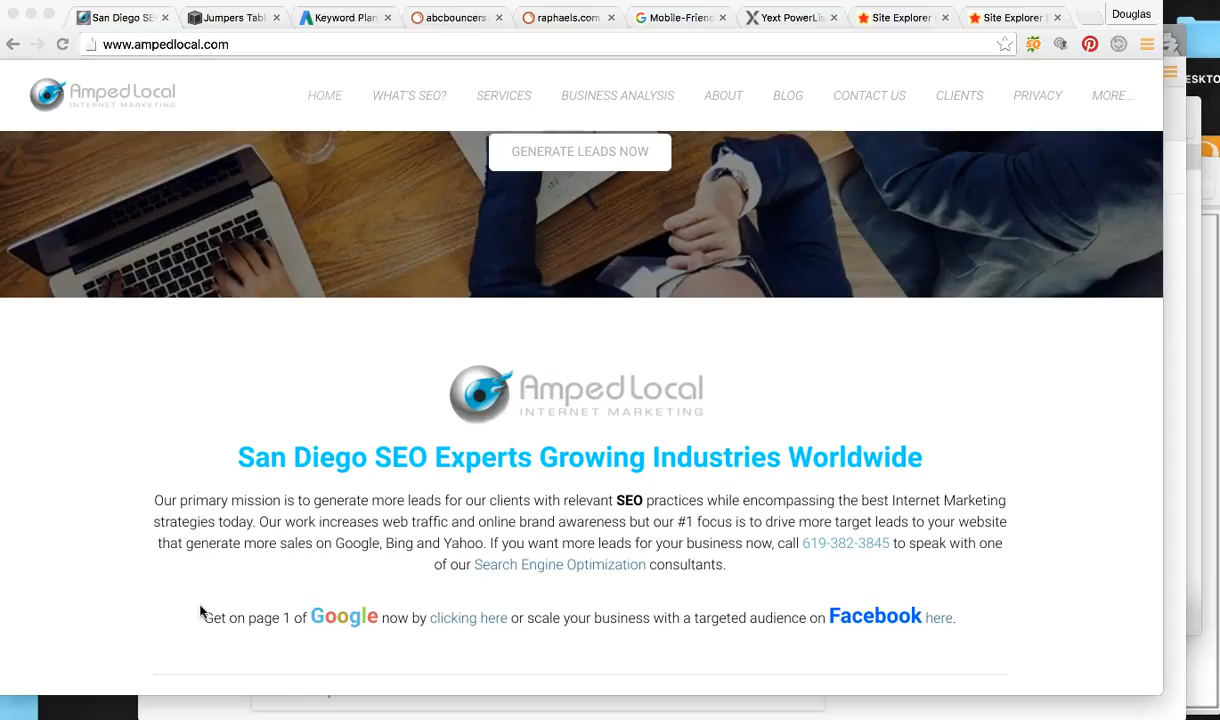 San Diego SE
Jumpers Tabl
Keyword Plan
abcbouncers.
raphaels.com
Mobile-Friend
Yext PowerLis
Site Explorer
Site Explorer
Douglas
www.ampedlocal.com
Amped Local
INTERNET MARKETING
HOME
WHAT'S SEO?
SERVICES
BUSINESS ANALYSIS
ABOUT
BLOG
CONTACT US
CLIENTS
PRIVACY
MORE...
ESKTO
GENERATE LEADS NOW
Amped Local
INTERNET MARKETING
San Diego SEO Experts Growing Industries Worldwide
Our primary mission is to generate more leads for our clients with relevant SEO practices while encompassing the best Internet Marketing
strategies today. Our work increases web traffic and online brand awareness but our #1 focus is to drive more target leads to your website
that generate more sales on Google, Bing and Yahoo. If you want more leads for your business now, call 619-382-3845 to speak with one
of our Search Engine Optimization consultants.
Get on page 1 of Google now by clicking here or scale your business with a targeted audience on Facebook here.